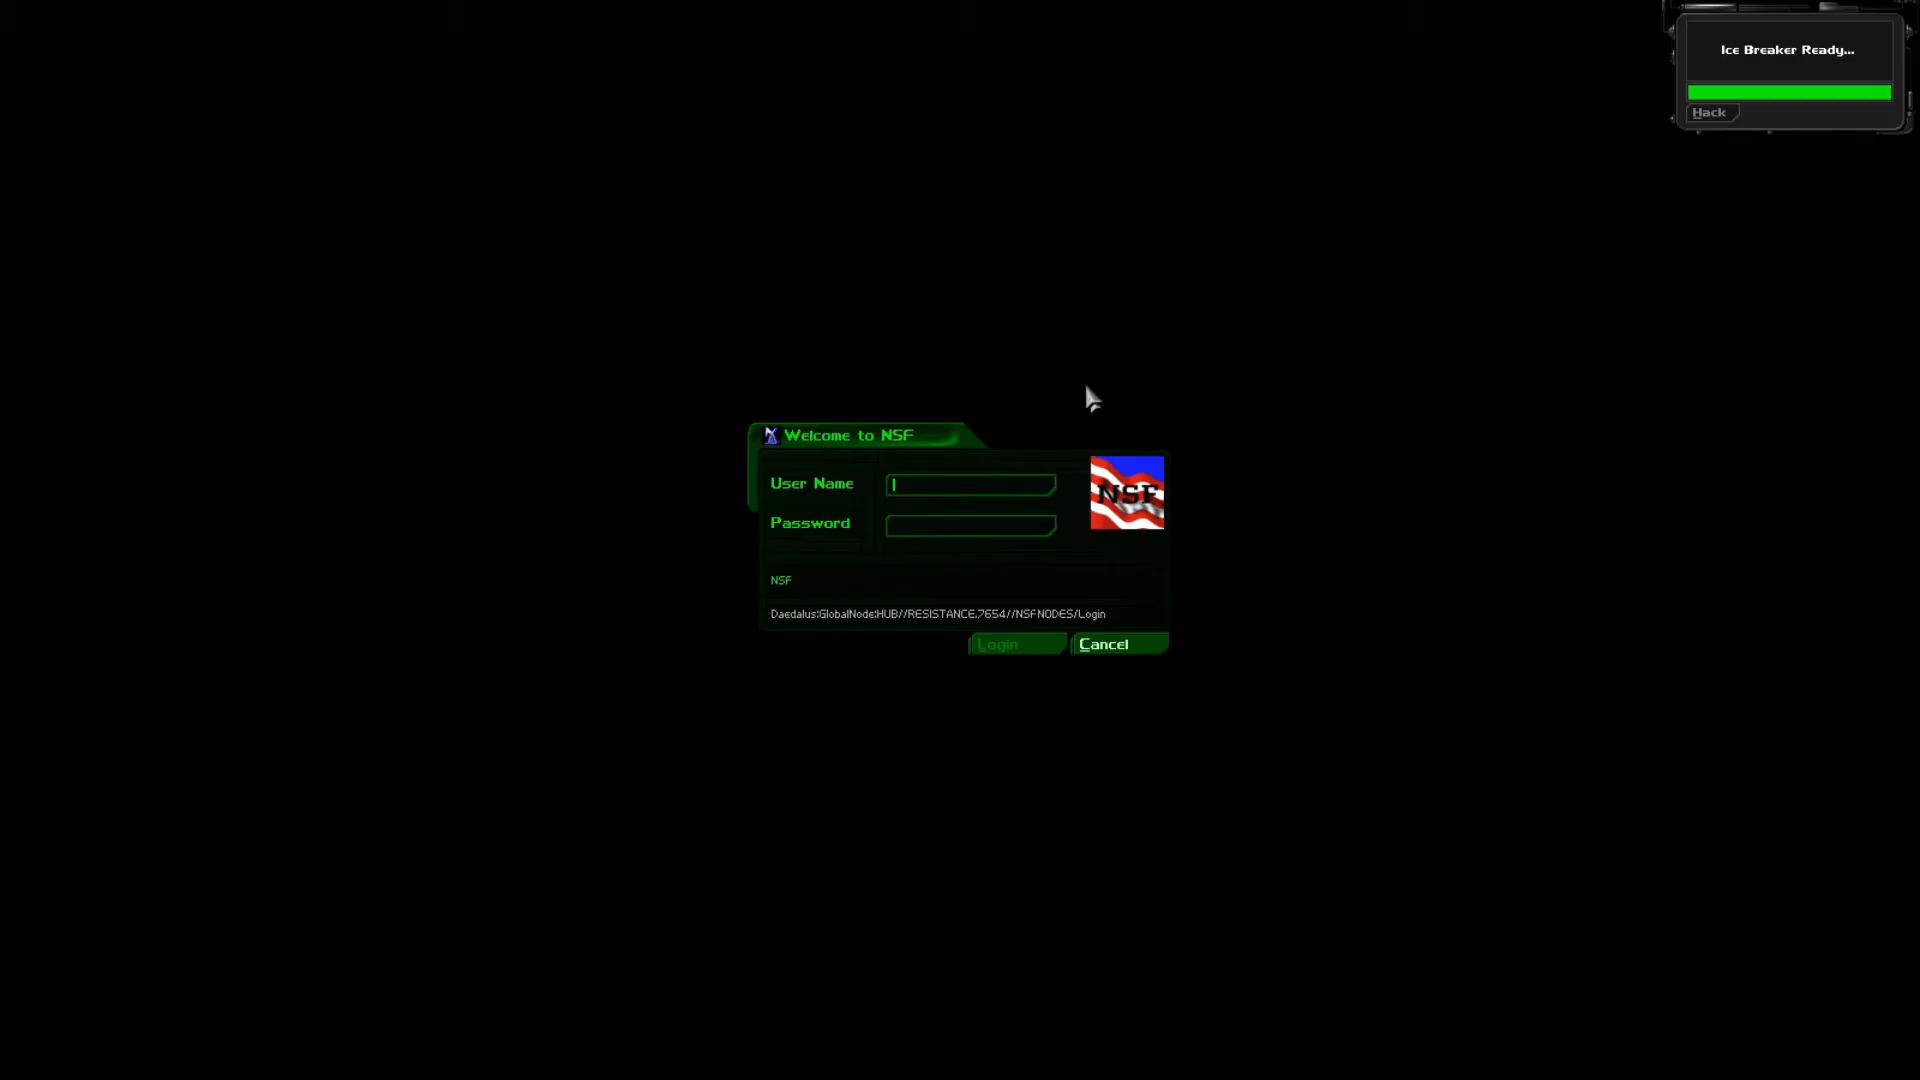 Ice Breaker Ready...
Hack
Welcome to NSF
User Name
NSF
Password
NSF
Daedalus:GlobalNode:HUB//RESISTANCE.7654//NSFNODES/Login
Login
Cancel